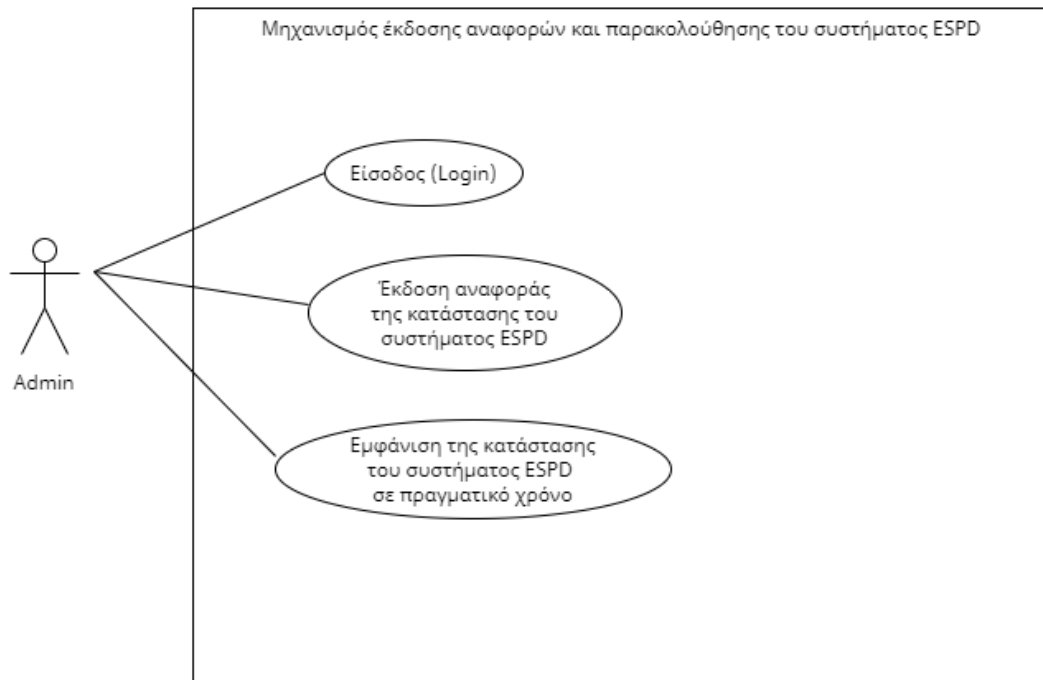 Μηχανισμός έκδοσης αναφορών και παρακολούθησης του συστήματος ESPD
Είσοδος (Login)
Έκδοση αναφοράς
της κατάστασης του
συστήματος ESPD
Admin
Εμφάνιση της κατάστασης
του συστήματος ESPD
σε πραγματικό χρόνο